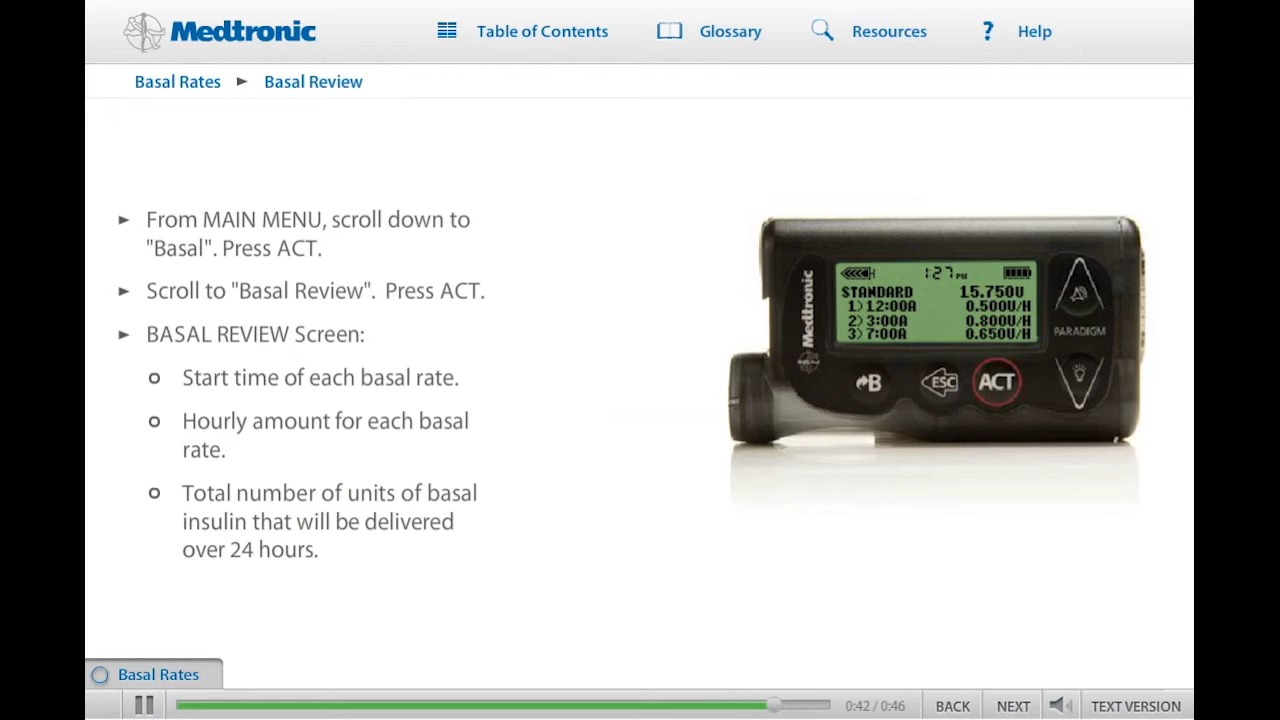 Medtronic
Table of Contents
Glossary
Resources
? Help
Basal Rates ► Basal Review
► From MAIN MENU, scroll down to
"Basal". Press ACT.
► Scroll to "Basal Review". Press ACT.
► BASAL REVIEW Screen:
Start time of each basal rate.
Hourly amount for each basal
rate.
Total number of units of basal
insulin that will be delivered
over 24 hours.
Medtronic
1:27 PM
STANDARD 15.750U
1) 12:00A 0.500U/H
2) 3:00A 0.800U/H
3) 7:00A 0.650U/H
PARADIGM
B
ESC
ACT
Basal Rates
0:42 / 0:46
BACK
NEXT
TEXT VERSION